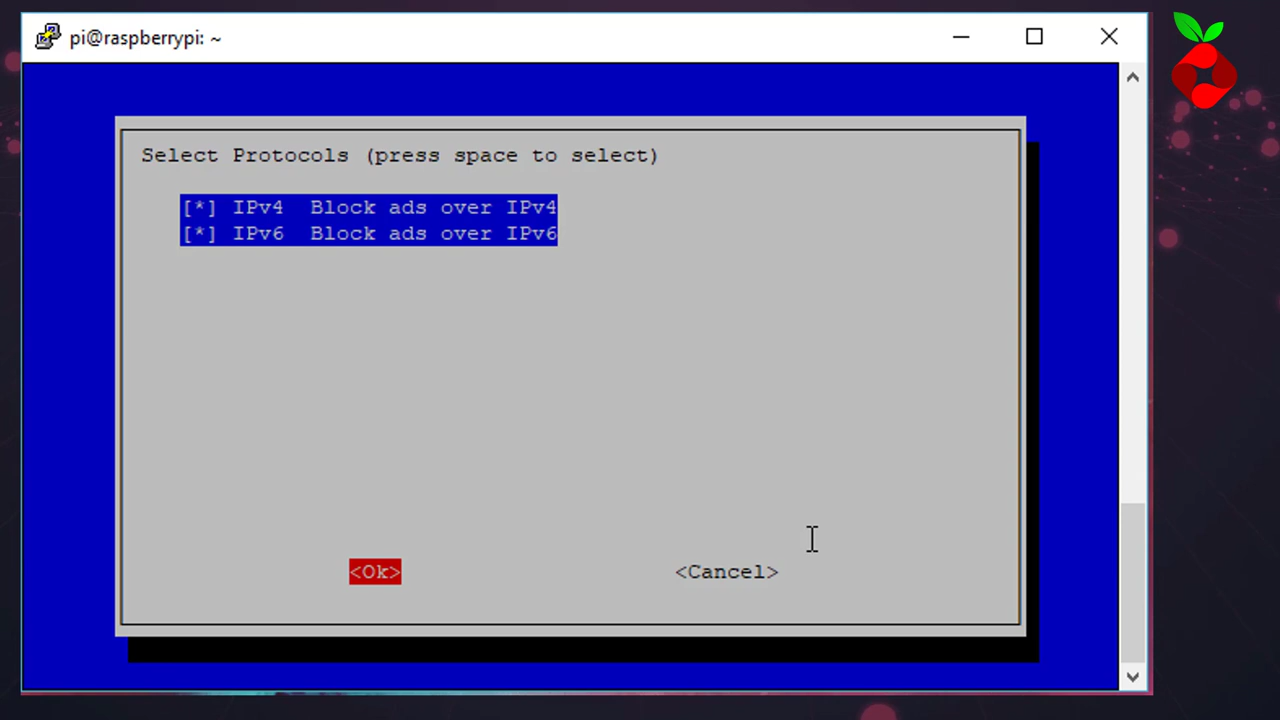 pi@raspberrypi: ~
Select Protocols (press space to select)
[*] IPv4  Block ads over IPv4
[*] IPv6  Block ads over IPv6
<Ok>
<Cancel>